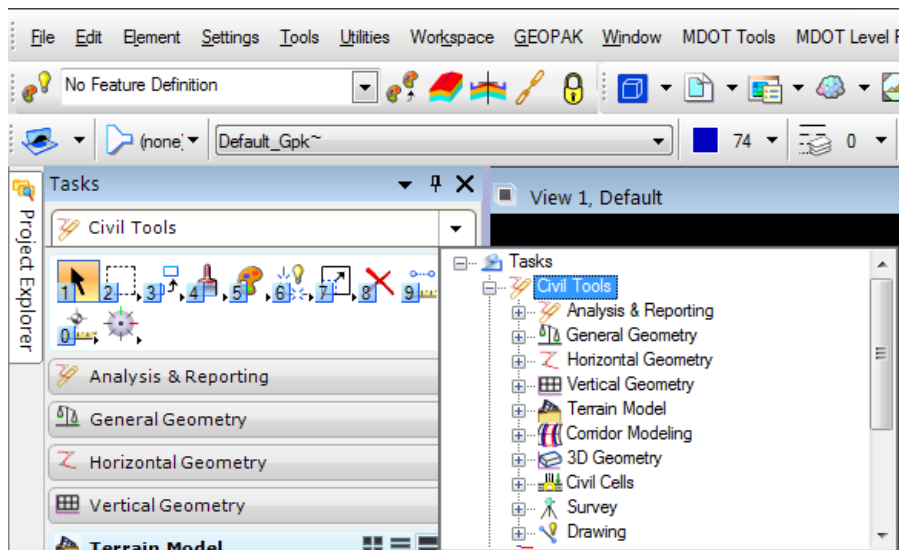 File Edit Element Settings Tools Utilities Workspace GEOPAK Window MDOT Tools MDOT Level
No Feature Definition
(none) Default_Gpk~ 74 0
Project Explorer
Tasks
View 1, Default
Civil Tools
Tasks
Civil Tools
1 2 3 4 5 6 7 8 9
0
Analysis & Reporting
General Geometry
Horizontal Geometry
Vertical Geometry
Terrain Model
Corridor Modeling
3D Geometry
Civil Cells
Survey
Drawing
Analysis & Reporting
General Geometry
Horizontal Geometry
Vertical Geometry
Terrain Model